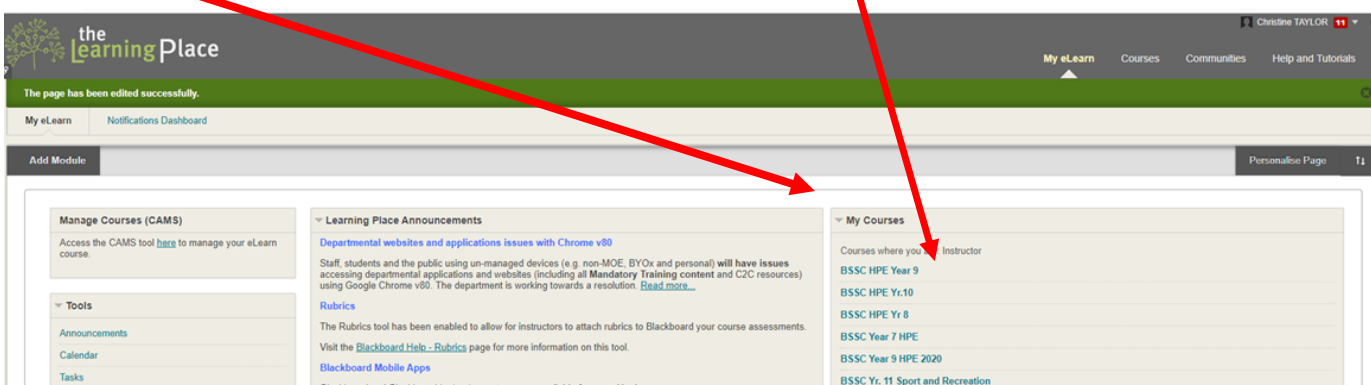 Christine TAYLOR 11
the
Learning Place
My eLearn Courses Communities Help and Tutorials
The page has been edited successfully.
My eLearn Notifications Dashboard
Add Module
Personalise Page
Manage Courses (CAMS)
Access the CAMS tool here to manage your eLearn
course.
Tools
Announcements
Calendar
Tasks
Learning Place Announcements
Departmental websites and applications issues with Chrome v80
Staff, students and the public using un-managed devices (e.g. non-MOE, BYOx and personal) will have issues
accessing departmental applications and websites (including all Mandatory Training content and C2C resources)
using Google Chrome v80. The department is working towards a resolution. Read more...
Rubrics
The Rubrics tool has been enabled to allow for instructors to attach rubrics to Blackboard your course assessments.
Visit the Blackboard Help - Rubrics page for more information on this tool.
Blackboard Mobile Apps
My Courses
Courses where you Instructor
BSSC HPE Year 9
BSSC HPE Yr.10
BSSC HPE Yr 8
BSSC Year 7 HPE
BSSC Year 9 HPE 2020
BSSC Yr. 11 Sport and Recreation